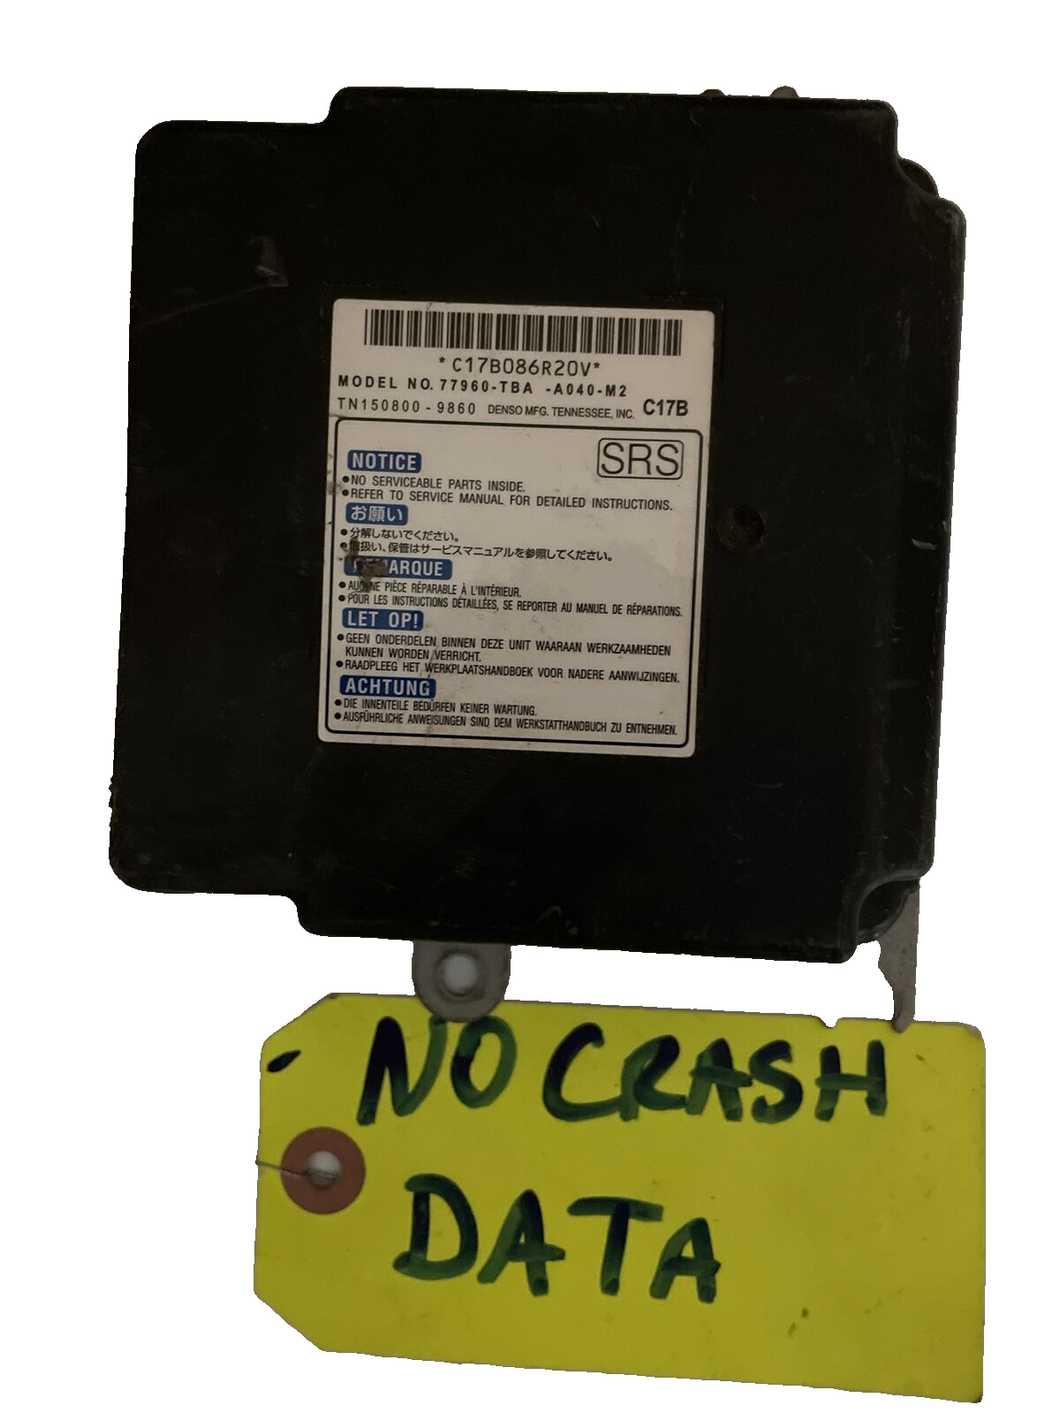 *C17B086R20V*
MODEL NO. 77960-TBA -A040-M2
TN150800-9860 DENSO MFG. TENNESSEE, INC. C17B
SRS
NOTICE
●NO SERVICEABLE PARTS INSIDE.
●REFER TO SERVICE MANUAL FOR DETAILED INSTRUCTIONS.
お願い
●分解しないでください。
●取扱い、保管はサービスマニュアルを参照してください。
REMARQUE
●AUCUNE PIÈCE RÉPARABLE À L'INTÉRIEUR.
●POUR LES INSTRUCTIONS DÉTAILLÉES, SE REPORTER AU MANUEL DE RÉPARATIONS.
LET OP!
●GEEN ONDERDELEN BINNEN DEZE UNIT WAARAAN WERKZAAMHEDEN
KUNNEN WORDEN VERRICHT.
●RAADPLEEG HET WERKPLAATSHANDBOEK VOOR NADERE AANWIJZINGEN.
ACHTUNG
●DIE INNENTEILE BEDÜRFEN KEINER WARTUNG.
●AUSFÜHRLICHE ANWEISUNGEN SIND DEM WERKSTATTHANDBUCH ZU ENTNEHMEN.
NO CRASH
DATA